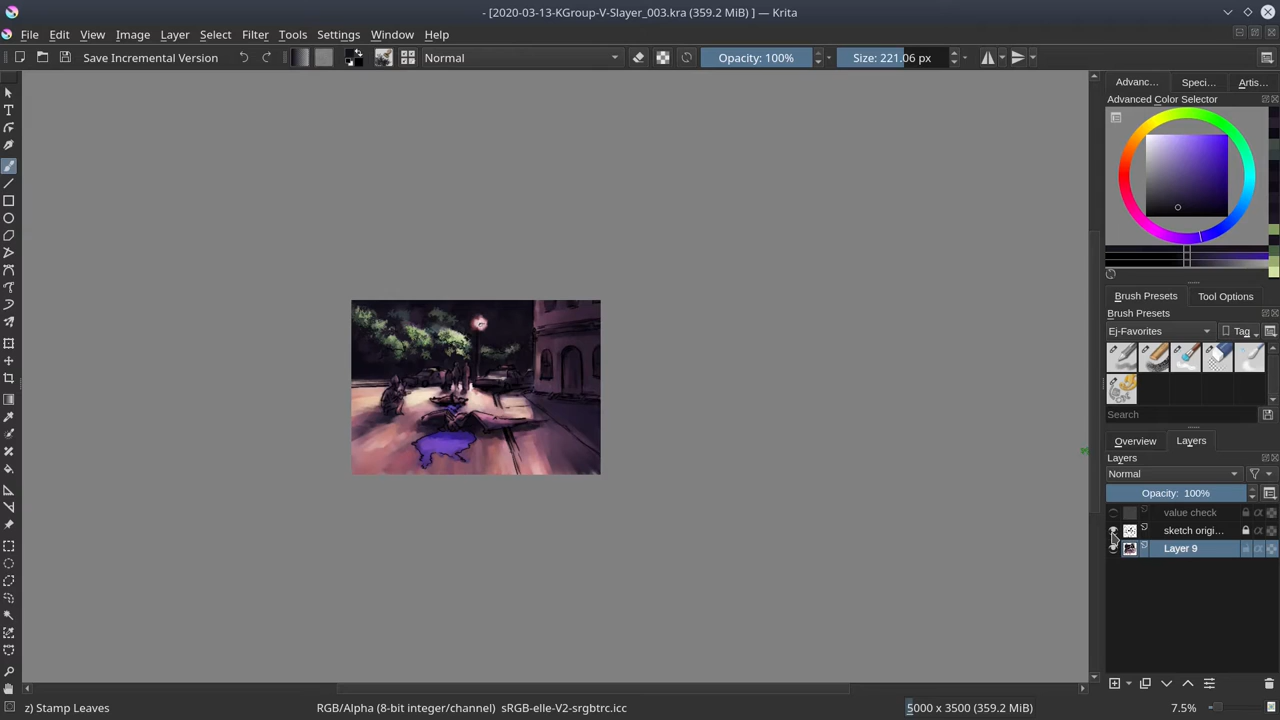 - [2020-03-13-KGroup-V-Slayer_003.kra (359.2 MiB) ] — Krita
File Edit View Image Layer Select Filter Tools Settings Window Help
Save Incremental Version Normal Opacity: 100% Size: 221.06 px
Advanc... Speci... Artis...
Advanced Color Selector
Brush Presets Tool Options
Brush Presets
Ej-Favorites Tag
Search
Overview Layers
Layers
Normal
Opacity: 100%
value check
sketch origi...
Layer 9
z) Stamp Leaves RGB/Alpha (8-bit integer/channel) sRGB-elle-V2-srgbtrc.icc 5000 x 3500 (359.2 MiB) 7.5%